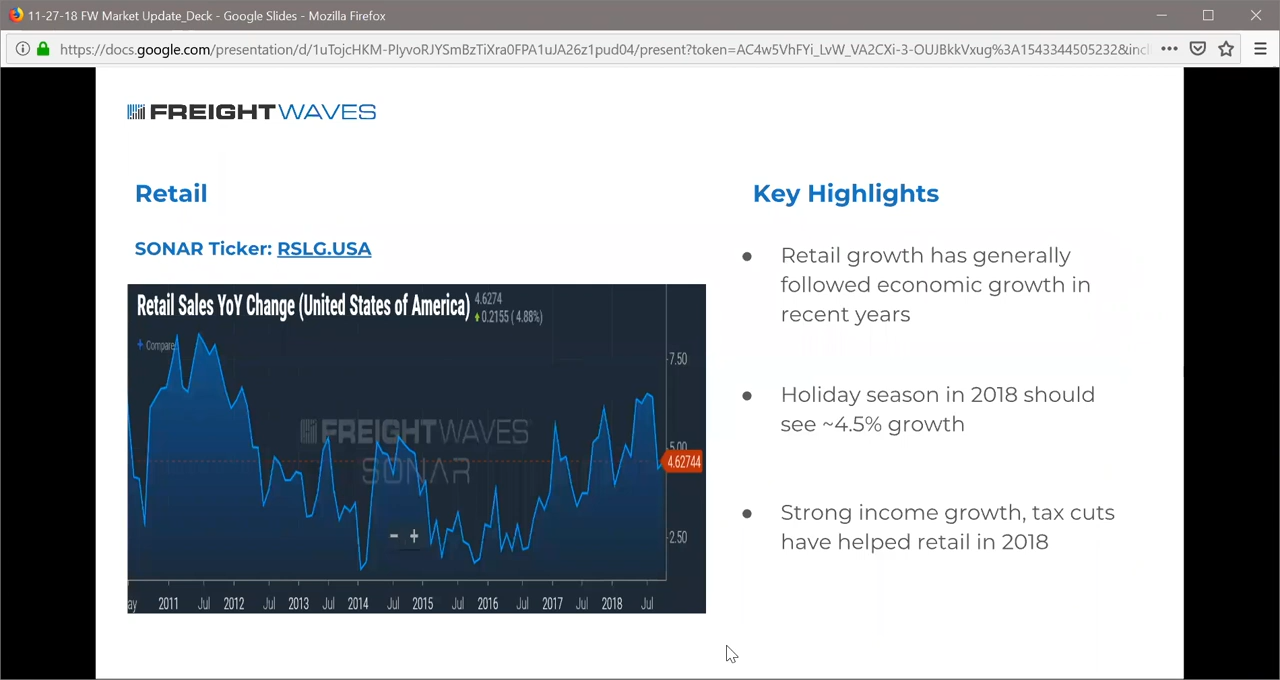 11-27-18 FW Market Update_Deck - Google Slides - Mozilla Firefox
https://docs.google.com/presentation/d/1uTojcHKM-PIyvoRJYSmBzTiXra0FPA1uJA26z1pud04/present?token=AC4w5VhFYi_LvW_VA2CXi-3-OUJBkkVxug%3A1543344505232&incl
FREIGHTWAVES
Retail
SONAR Ticker: RSLG.USA
Retail Sales YoY Change (United States of America)
4.6274
0.2155 ( 4.88%)
+ Compare
7.50
5.00
4.62744
2.50
FREIGHTWAVES
SONAR
− +
ay 2011 Jul 2012 Jul 2013 Jul 2014 Jul 2015 Jul 2016 Jul 2017 Jul 2018 Jul
Key Highlights
● Retail growth has generally
followed economic growth in
recent years
● Holiday season in 2018 should
see ~4.5% growth
● Strong income growth, tax cuts
have helped retail in 2018